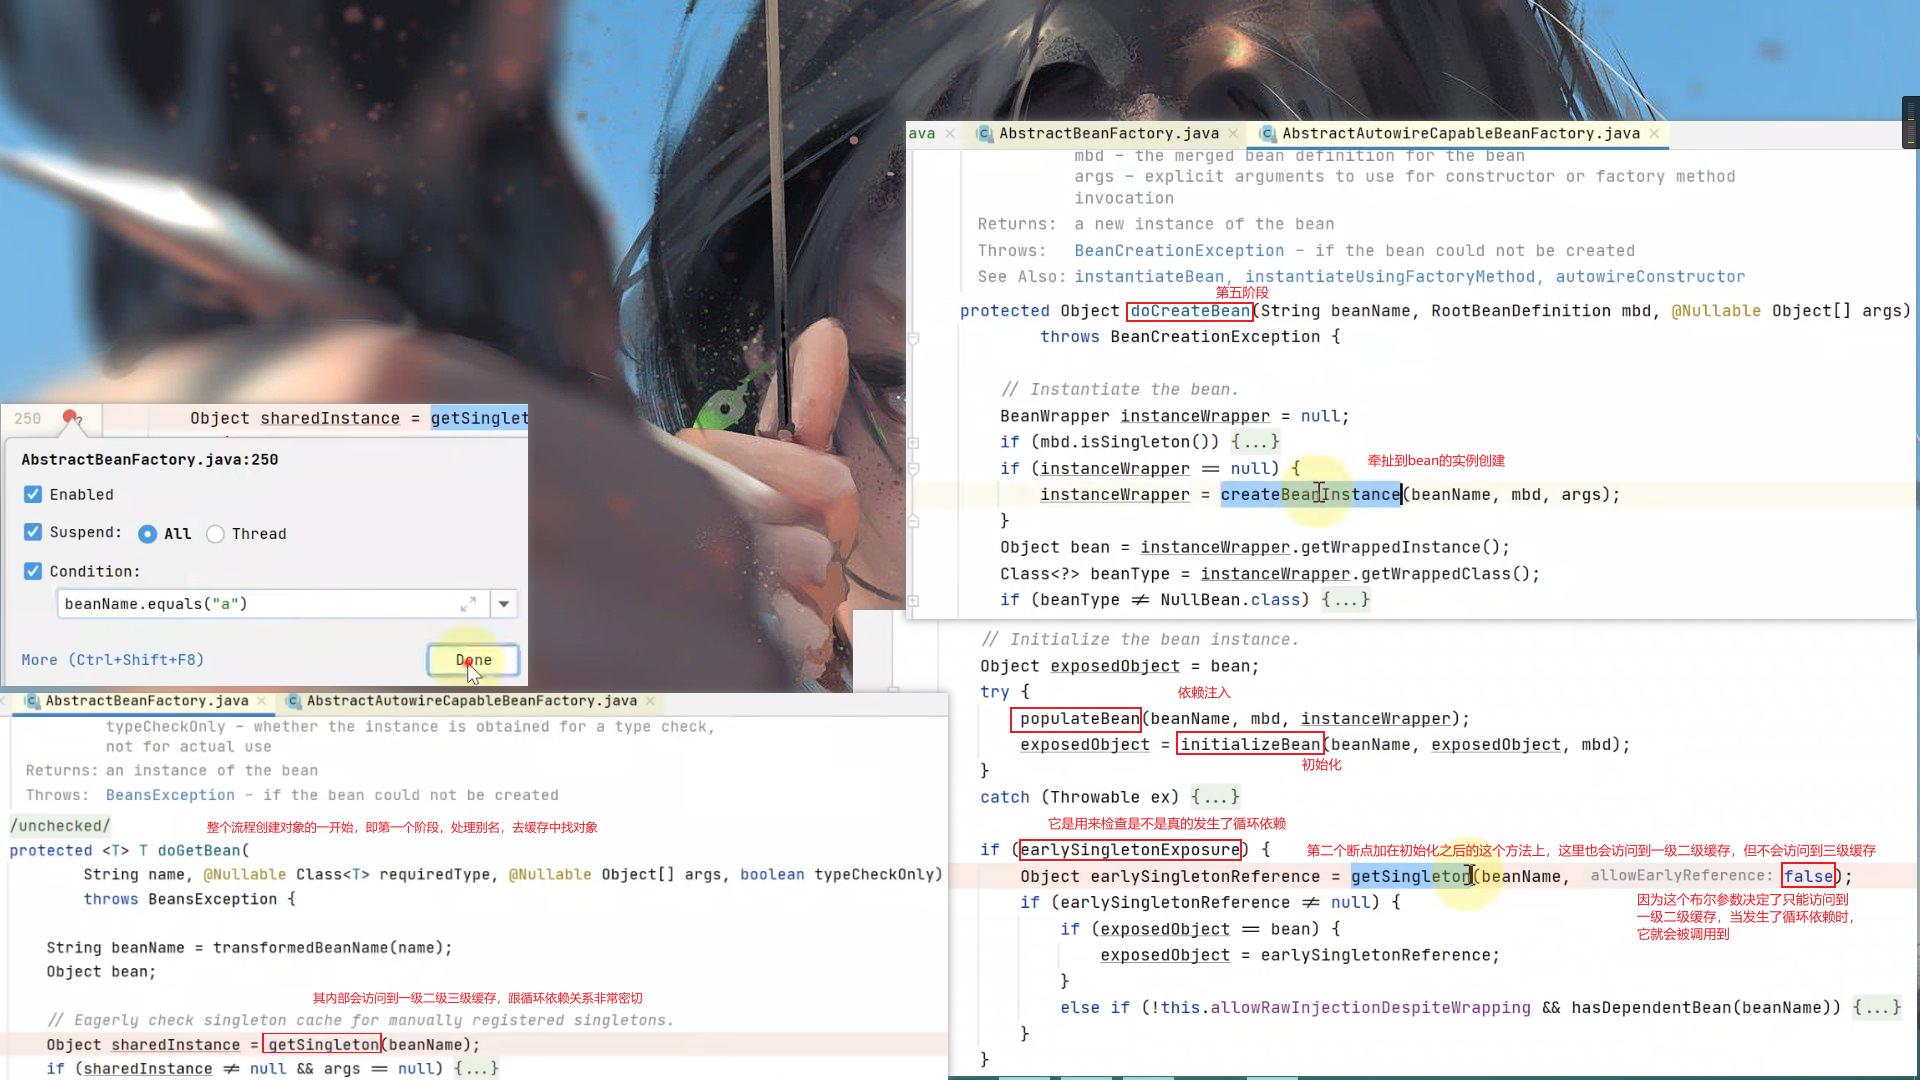 250
Object sharedInstance = getSinglet
AbstractBeanFactory.java:250
Enabled
Suspend: All Thread
Condition:
beanName.equals("a")
More (Ctrl+Shift+F8)
Done
ava AbstractBeanFactory.java AbstractAutowireCapableBeanFactory.java
mbd – the merged bean definition for the bean
args – explicit arguments to use for constructor or factory method
invocation
Returns: a new instance of the bean
Throws: BeanCreationException – if the bean could not be created
See Also: instantiateBean, instantiateUsingFactoryMethod, autowireConstructor
第五阶段
protected Object doCreateBean(String beanName, RootBeanDefinition mbd, @Nullable Object[] args)
throws BeanCreationException {
// Instantiate the bean.
BeanWrapper instanceWrapper = null;
if (mbd.isSingleton()) {...}
if (instanceWrapper == null) {
牵扯到bean的实例创建
instanceWrapper = createBeanInstance(beanName, mbd, args);
}
Object bean = instanceWrapper.getWrappedInstance();
Class<?> beanType = instanceWrapper.getWrappedClass();
if (beanType ≠ NullBean.class) {...}
// Initialize the bean instance.
Object exposedObject = bean;
try {
依赖注入
populateBean(beanName, mbd, instanceWrapper);
exposedObject = initializeBean(beanName, exposedObject, mbd);
初始化
}
catch (Throwable ex) {...}
它是用来检查是不是真的发生了循环依赖
if (earlySingletonExposure) {
第二个断点加在初始化之后的这个方法上，这里也会访问到一级二级缓存，但不会访问到三级缓存
Object earlySingletonReference = getSingleton(beanName, allowEarlyReference: false);
因为这个布尔参数决定了只能访问到
一级二级缓存，当发生了循环依赖时，
它就会被调用到
if (earlySingletonReference ≠ null) {
if (exposedObject == bean) {
exposedObject = earlySingletonReference;
}
else if (!this.allowRawInjectionDespiteWrapping && hasDependentBean(beanName)) {...}
}
}
AbstractBeanFactory.java AbstractAutowireCapableBeanFactory.java
typeCheckOnly – whether the instance is obtained for a type check,
not for actual use
Returns: an instance of the bean
Throws: BeansException – if the bean could not be created
/unchecked/
整个流程创建对象的一开始，即第一个阶段，处理别名，去缓存中找对象
protected <T> T doGetBean(
String name, @Nullable Class<T> requiredType, @Nullable Object[] args, boolean typeCheckOnly)
throws BeansException {
String beanName = transformedBeanName(name);
Object bean;
其内部会访问到一级二级三级缓存，跟循环依赖关系非常密切
// Eagerly check singleton cache for manually registered singletons.
Object sharedInstance = getSingleton(beanName);
if (sharedInstance ≠ null && args == null) {...}